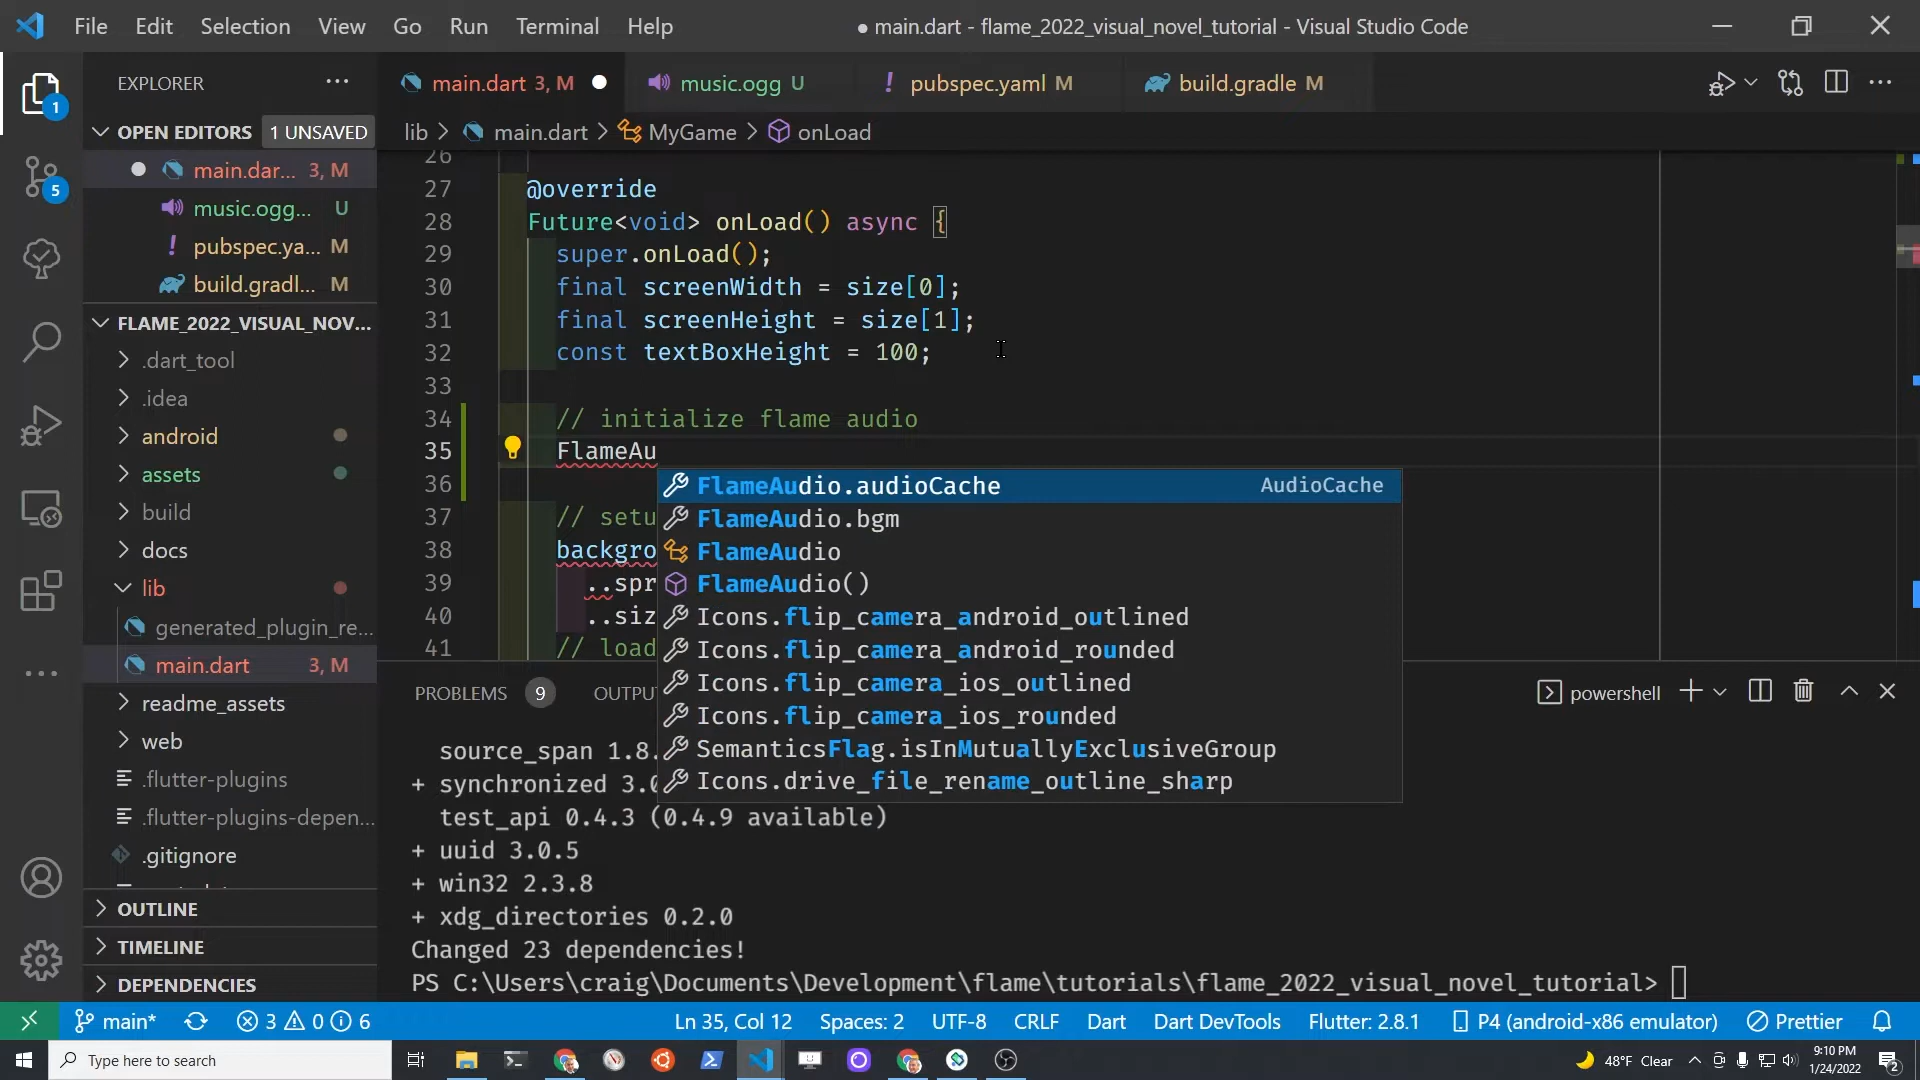 File Edit Selection View Go Run Terminal Help
● main.dart - flame_2022_visual_novel_tutorial - Visual Studio Code
EXPLORER
main.dart 3, M
music.ogg U
! pubspec.yaml M
build.gradle M
OPEN EDITORS 1 UNSAVED
lib > main.dart > MyGame > onLoad
main.dar... 3, M
music.ogg... U
! pubspec.ya... M
build.gradl... M
FLAME_2022_VISUAL_NOV...
.dart_tool
.idea
android
assets
build
docs
lib
generated_plugin_re...
main.dart 3, M
readme_assets
web
.flutter-plugins
.flutter-plugins-depen...
.gitignore
OUTLINE
TIMELINE
DEPENDENCIES
1
5
26
27 @override
28 Future<void> onLoad() async {
29 super.onLoad();
30 final screenWidth = size[0];
31 final screenHeight = size[1];
32 const textBoxHeight = 100;
33
34 // initialize flame audio
35 FlameAu
36
37 // setu
38 backgro
39 ..spr
40 ..siz
41 // load
FlameAudio.audioCache AudioCache
FlameAudio.bgm
FlameAudio
FlameAudio()
Icons.flip_camera_android_outlined
Icons.flip_camera_android_rounded
Icons.flip_camera_ios_outlined
Icons.flip_camera_ios_rounded
SemanticsFlag.isInMutuallyExclusiveGroup
Icons.drive_file_rename_outline_sharp
PROBLEMS 9 OUTPU
powershell
source_span 1.8.
+ synchronized 3.0
test_api 0.4.3 (0.4.9 available)
+ uuid 3.0.5
+ win32 2.3.8
+ xdg_directories 0.2.0
Changed 23 dependencies!
PS C:\Users\craig\Documents\Development\flame\tutorials\flame_2022_visual_novel_tutorial>
main* 3 0 6 Ln 35, Col 12 Spaces: 2 UTF-8 CRLF Dart Dart DevTools Flutter: 2.8.1 P4 (android-x86 emulator) Prettier
Type here to search
48°F Clear
9:10 PM
1/24/2022
2